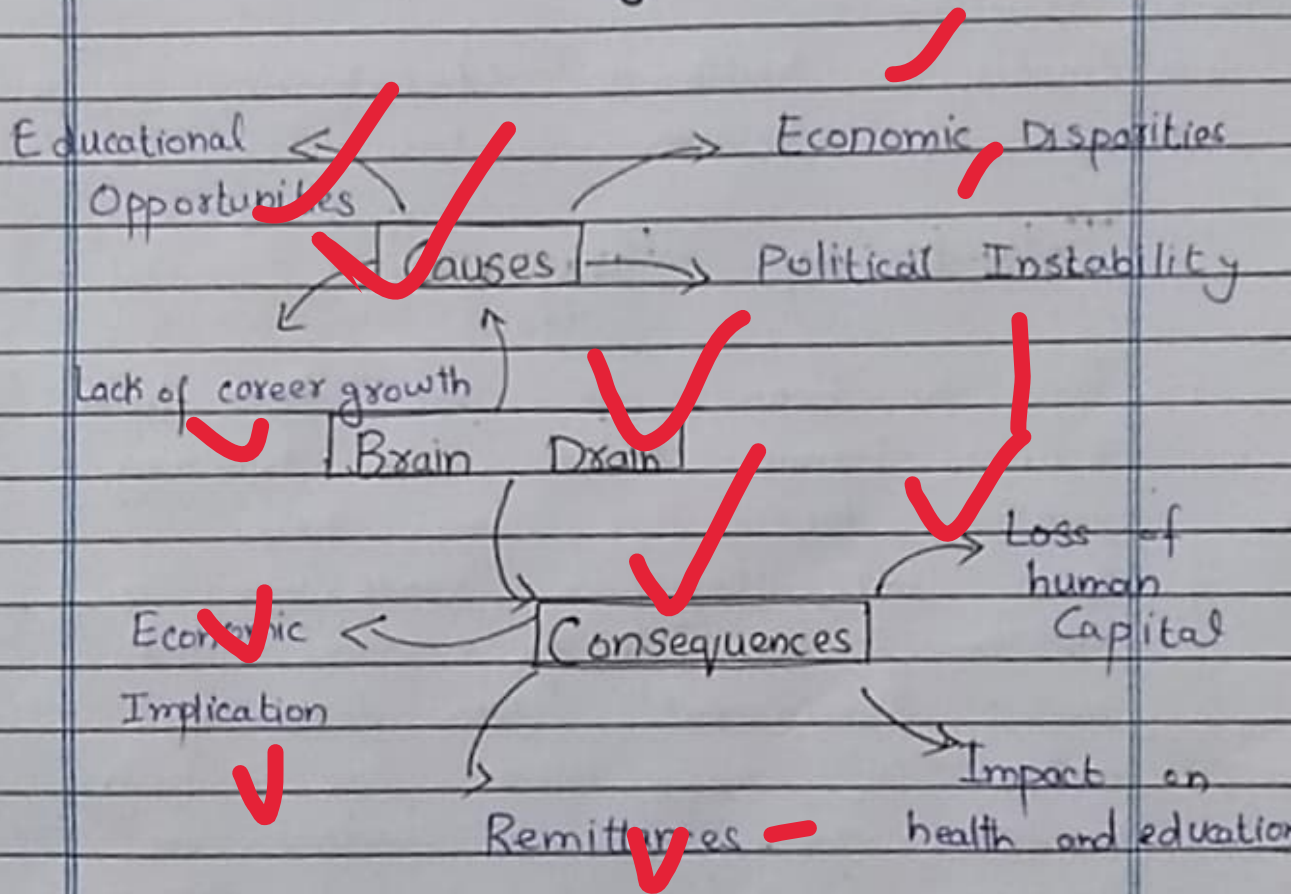 Educational
Opportunities
Economic Disparities
Causes
Political Instability
Lack of career growth
Brain Drain
Loss of
human
Capital
Consequences
Economic
Implication
Impact on
health and education
Remittances